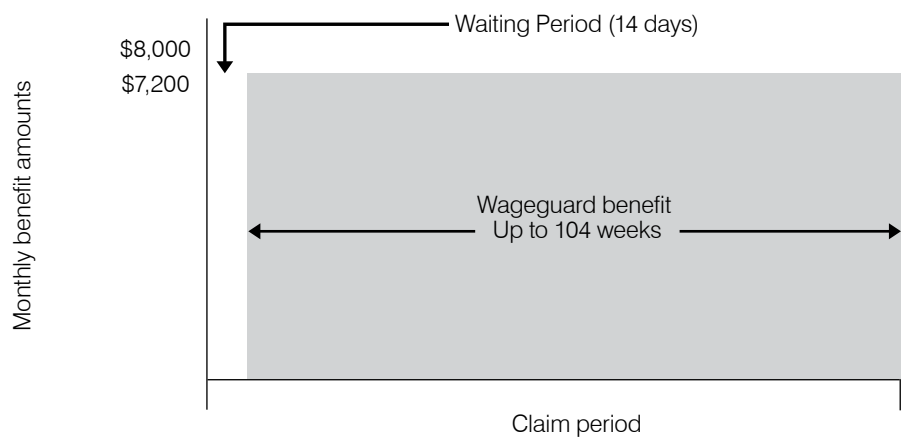 Waiting Period (14 days)
$8,000
$7,200
Monthly benefit amounts
Wageguard benefit
Up to 104 weeks
Claim period